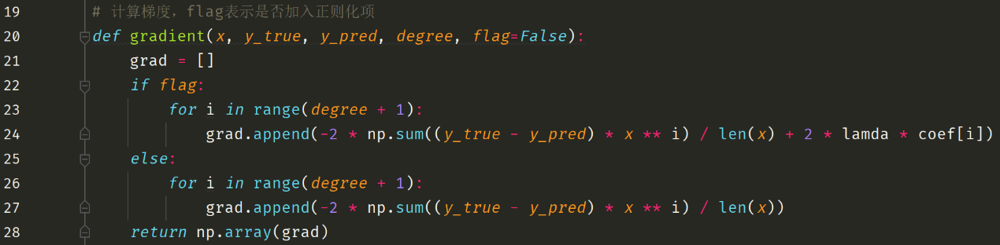 19 # 计算梯度，flag表示是否加入正则化项
20 def gradient(x, y_true, y_pred, degree, flag=False):
21     grad = []
22     if flag:
23         for i in range(degree + 1):
24             grad.append(-2 * np.sum((y_true - y_pred) * x ** i) / len(x) + 2 * lamda * coef[i])
25     else:
26         for i in range(degree + 1):
27             grad.append(-2 * np.sum((y_true - y_pred) * x ** i) / len(x))
28     return np.array(grad)